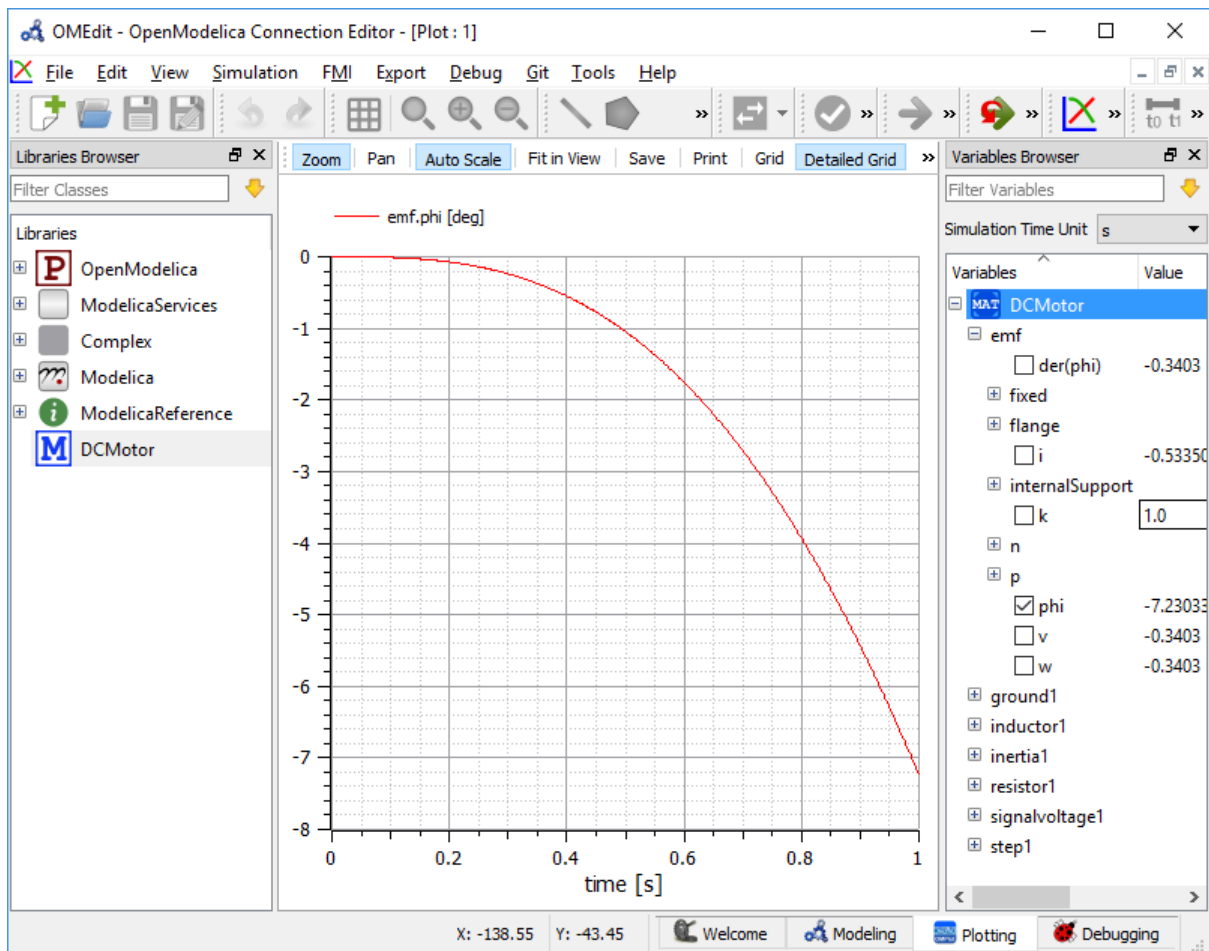 OMEdit - OpenModelica Connection Editor - [Plot : 1]
File Edit View Simulation FMI Export Debug Git Tools Help
» » » » » t0 t1 »
Libraries Browser
Filter Classes
Libraries
P OpenModelica
ModelicaServices
Complex
m Modelica
i ModelicaReference
M DCMotor
Zoom Pan Auto Scale Fit in View Save Print Grid Detailed Grid »
emf.phi [deg]
0
-1
-2
-3
-4
-5
-6
-7
-8
0 0.2 0.4 0.6 0.8 1
time [s]
Variables Browser
Filter Variables
Simulation Time Unit s
Variables Value
MAT DCMotor
emf
der(phi) -0.3403
fixed
flange
i -0.53350
internalSupport
k 1.0
n
p
phi -7.23033
v -0.3403
w -0.3403
ground1
inductor1
inertia1
resistor1
signalvoltage1
step1
X: -138.55 Y: -43.45 Welcome Modeling Plotting Debugging